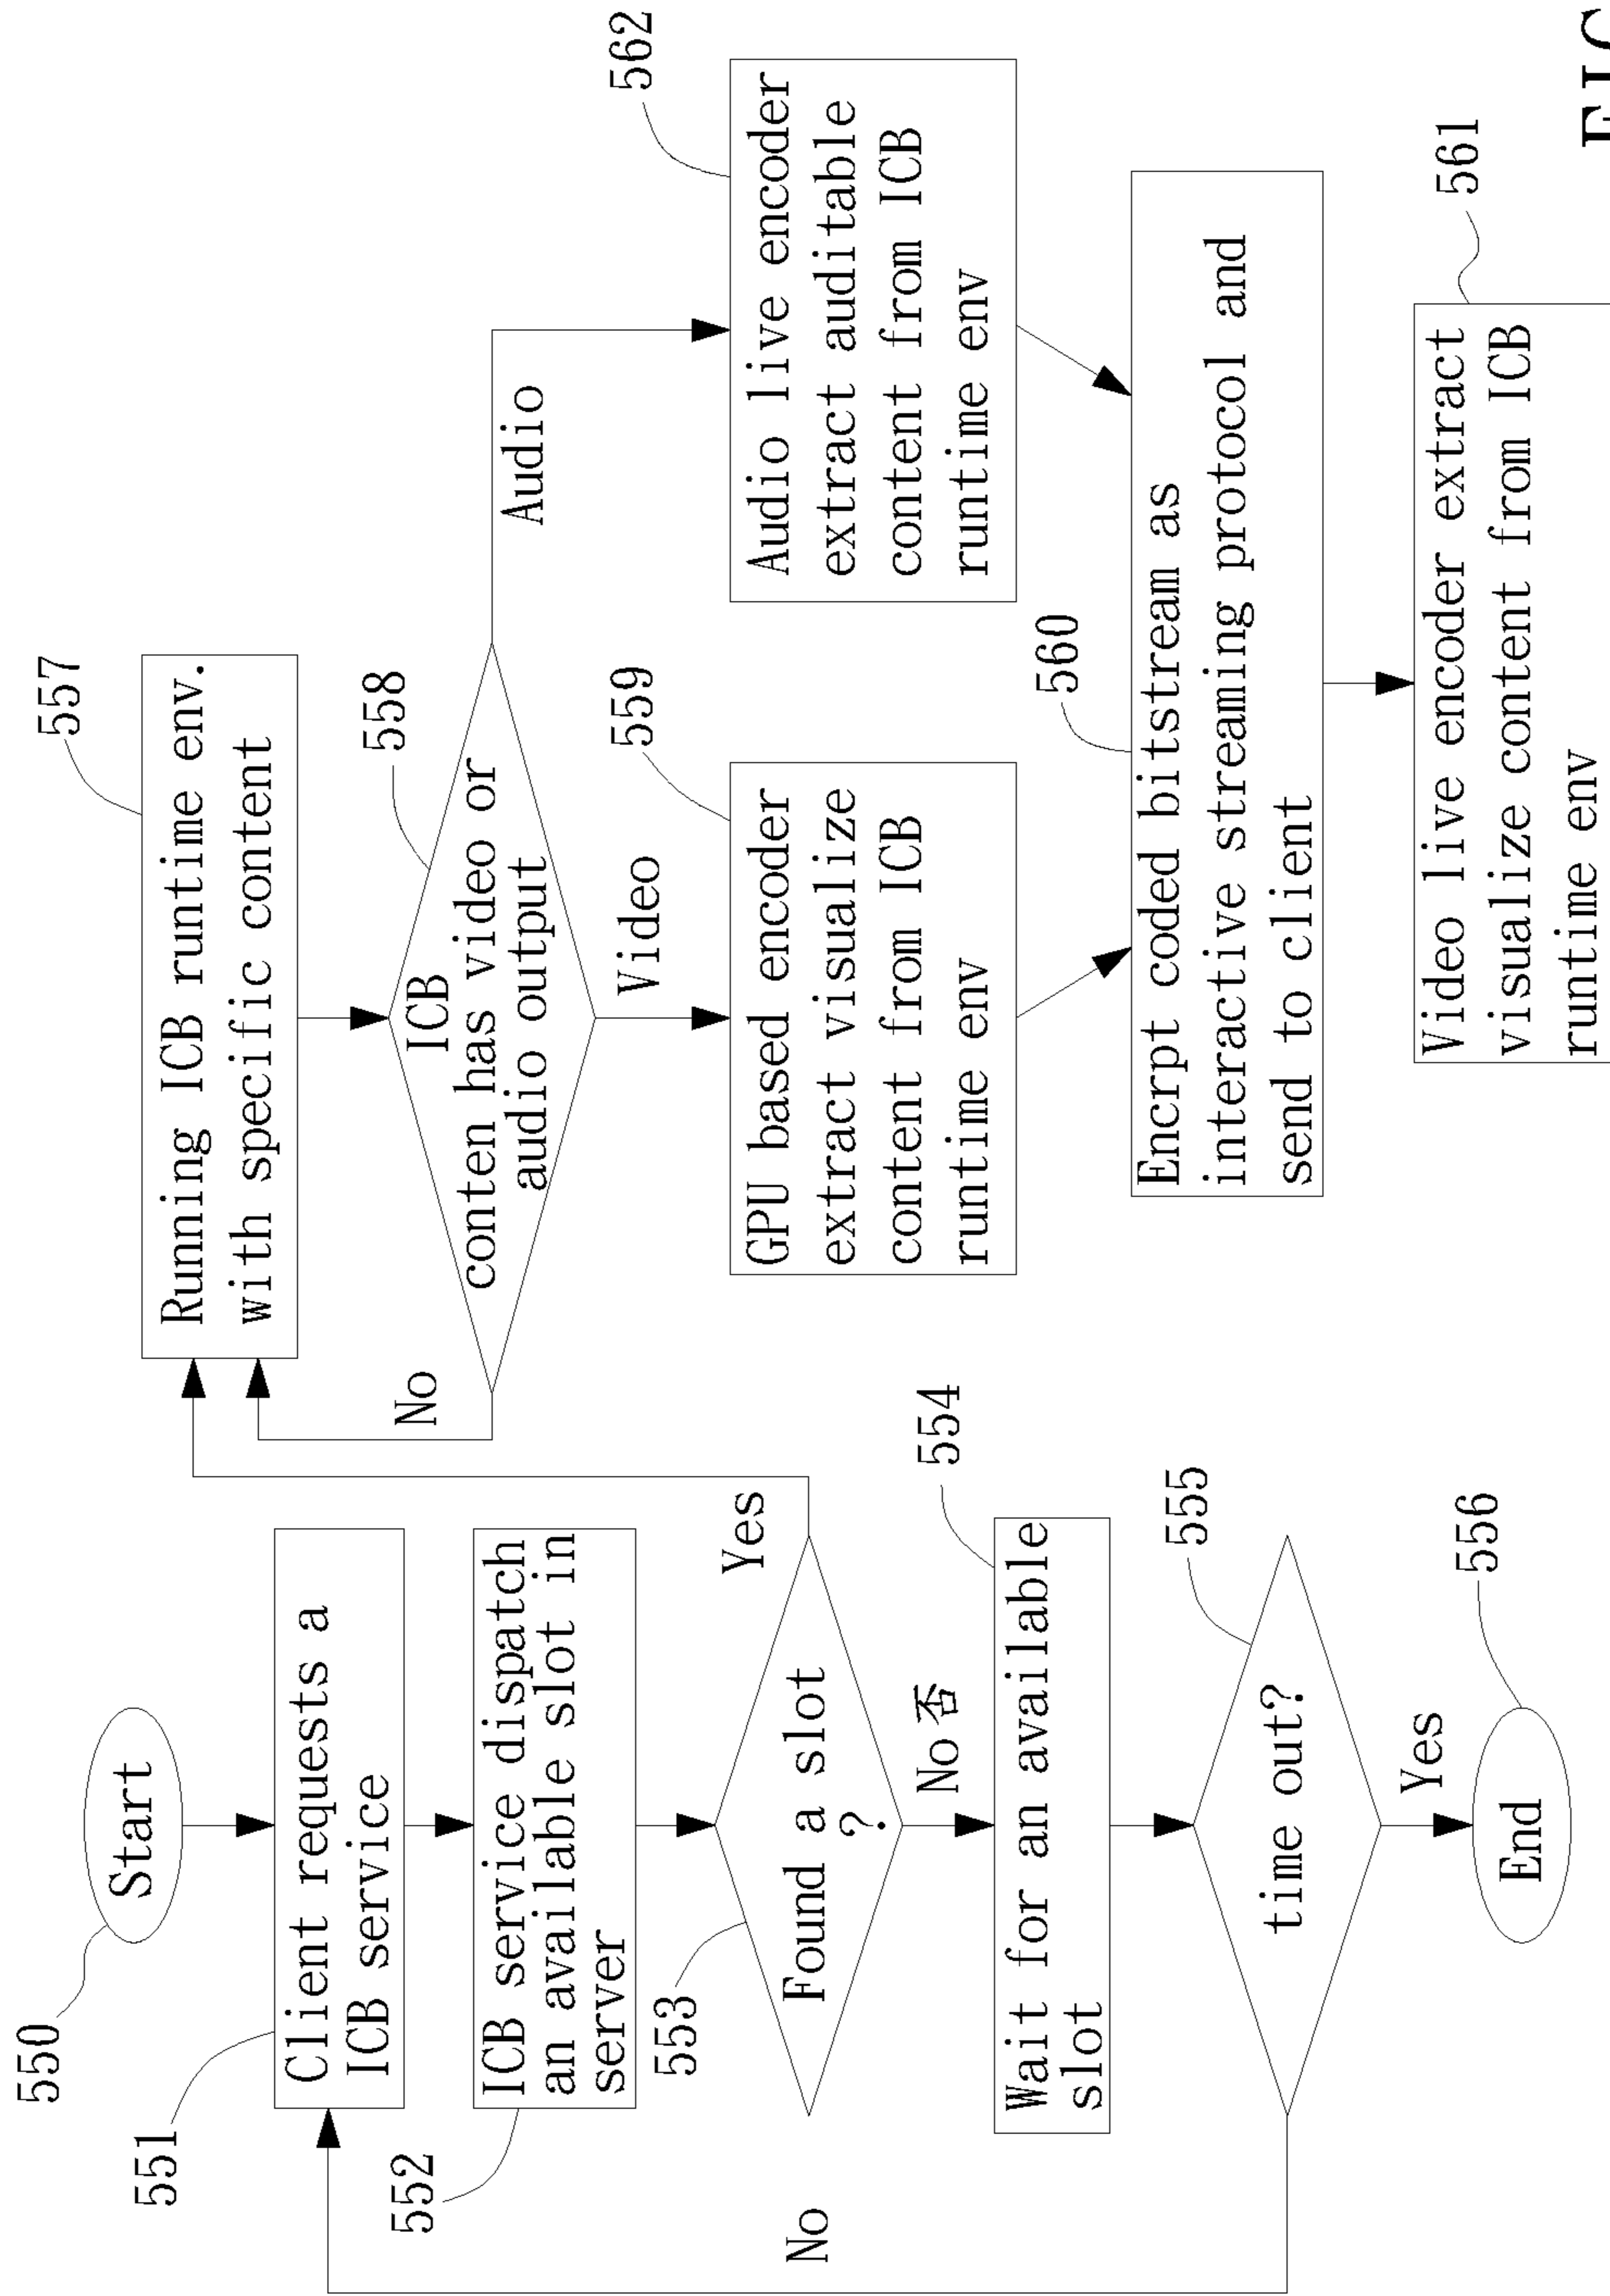 550
Start
551
Client requests a
ICB service
552
ICB service dispatch
an available slot in
server
553
Found a slot
?
Yes
No否
554
Wait for an available
slot
555
time out?
No
Yes
556
End
557
Running ICB runtime env.
with specific content
558
ICB
conten has video or
audio output
No
Video
Audio
559
GPU based encoder
extract visualize
content from ICB
runtime env
562
Audio live encoder
extract auditable
content from ICB
runtime env
560
Encrpt coded bitstream as
interactive streaming protocol and
send to client
561
Video live encoder extract
visualize content from ICB
runtime env